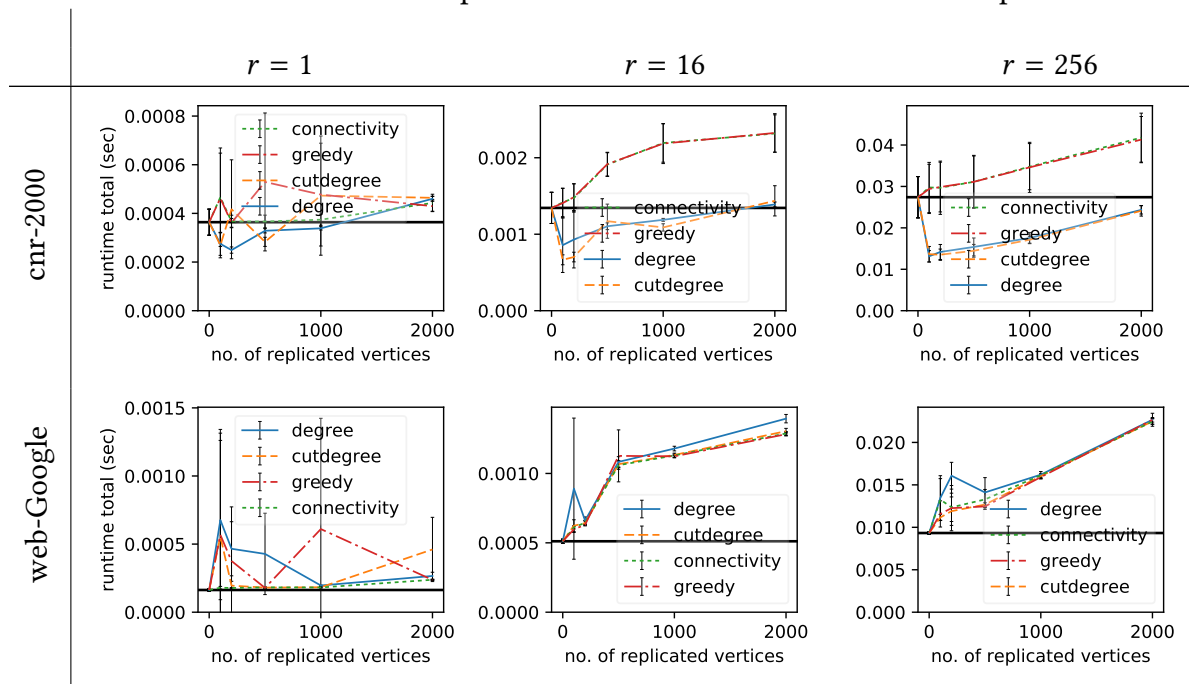 r = 1
r = 16
r = 256
cnr-2000
runtime total (sec)
0.0008
0.0006
0.0004
0.0002
0.0000
connectivity
greedy
cutdegree
degree
0
1000
2000
no. of replicated vertices
0.002
0.001
0.000
connectivity
greedy
degree
cutdegree
0
1000
2000
no. of replicated vertices
0.04
0.03
0.02
0.01
0.00
connectivity
greedy
cutdegree
degree
0
1000
2000
no. of replicated vertices
web-Google
runtime total (sec)
0.0015
0.0010
0.0005
0.0000
degree
cutdegree
greedy
connectivity
0
1000
2000
no. of replicated vertices
0.0010
0.0005
0.0000
degree
cutdegree
connectivity
greedy
0
1000
2000
no. of replicated vertices
0.020
0.015
0.010
0.005
0.000
degree
connectivity
greedy
cutdegree
0
1000
2000
no. of replicated vertices